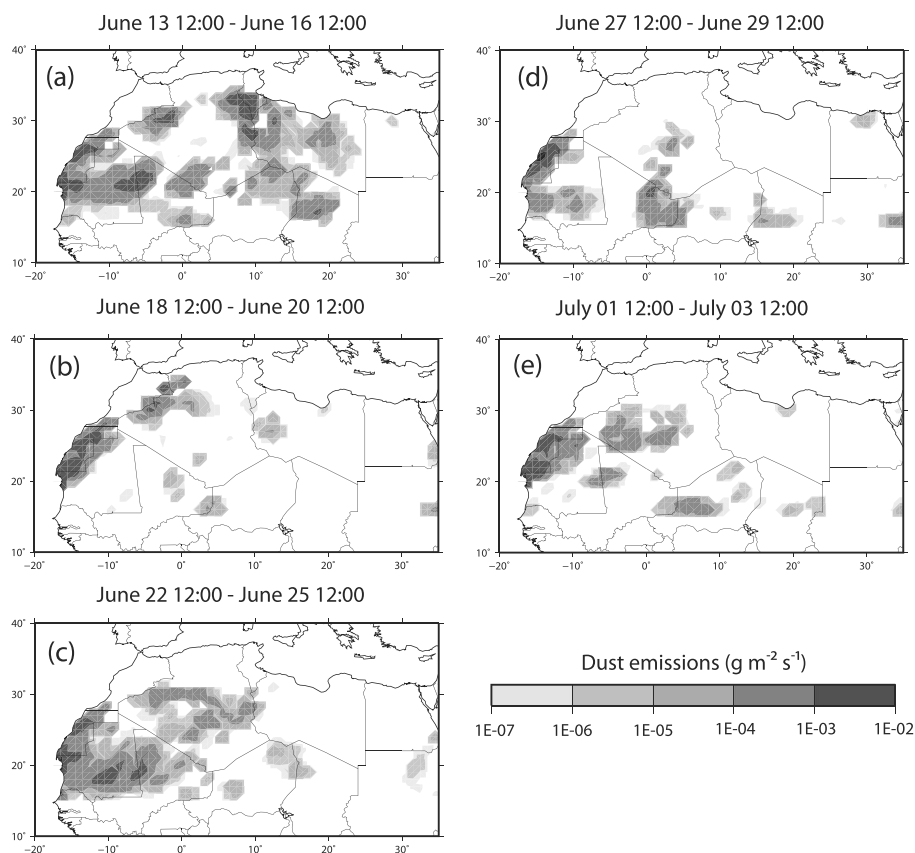 June 13 12:00 - June 16 12:00
40˚
(a)
30˚
20˚
10˚
−20˚ −10˚ 0˚ 10˚ 20˚ 30˚
June 18 12:00 - June 20 12:00
40˚
(b)
30˚
20˚
10˚
−20˚ −10˚ 0˚ 10˚ 20˚ 30˚
June 22 12:00 - June 25 12:00
40˚
(c)
30˚
20˚
10˚
−20˚ −10˚ 0˚ 10˚ 20˚ 30˚
June 27 12:00 - June 29 12:00
40˚
(d)
30˚
20˚
10˚
−20˚ −10˚ 0˚ 10˚ 20˚ 30˚
July 01 12:00 - July 03 12:00
40˚
(e)
30˚
20˚
10˚
−20˚ −10˚ 0˚ 10˚ 20˚ 30˚
Dust emissions (g m⁻² s⁻¹)
1E-07 1E-06 1E-05 1E-04 1E-03 1E-02